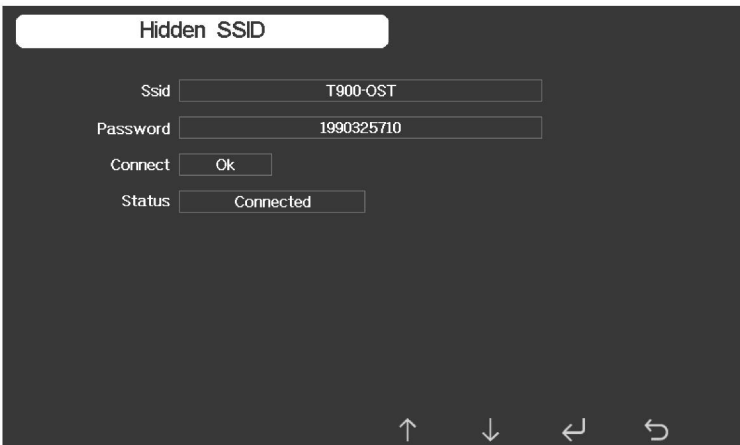 Hidden SSID
Ssid T900-OST
Password 1990325710
Connect Ok
Status Connected